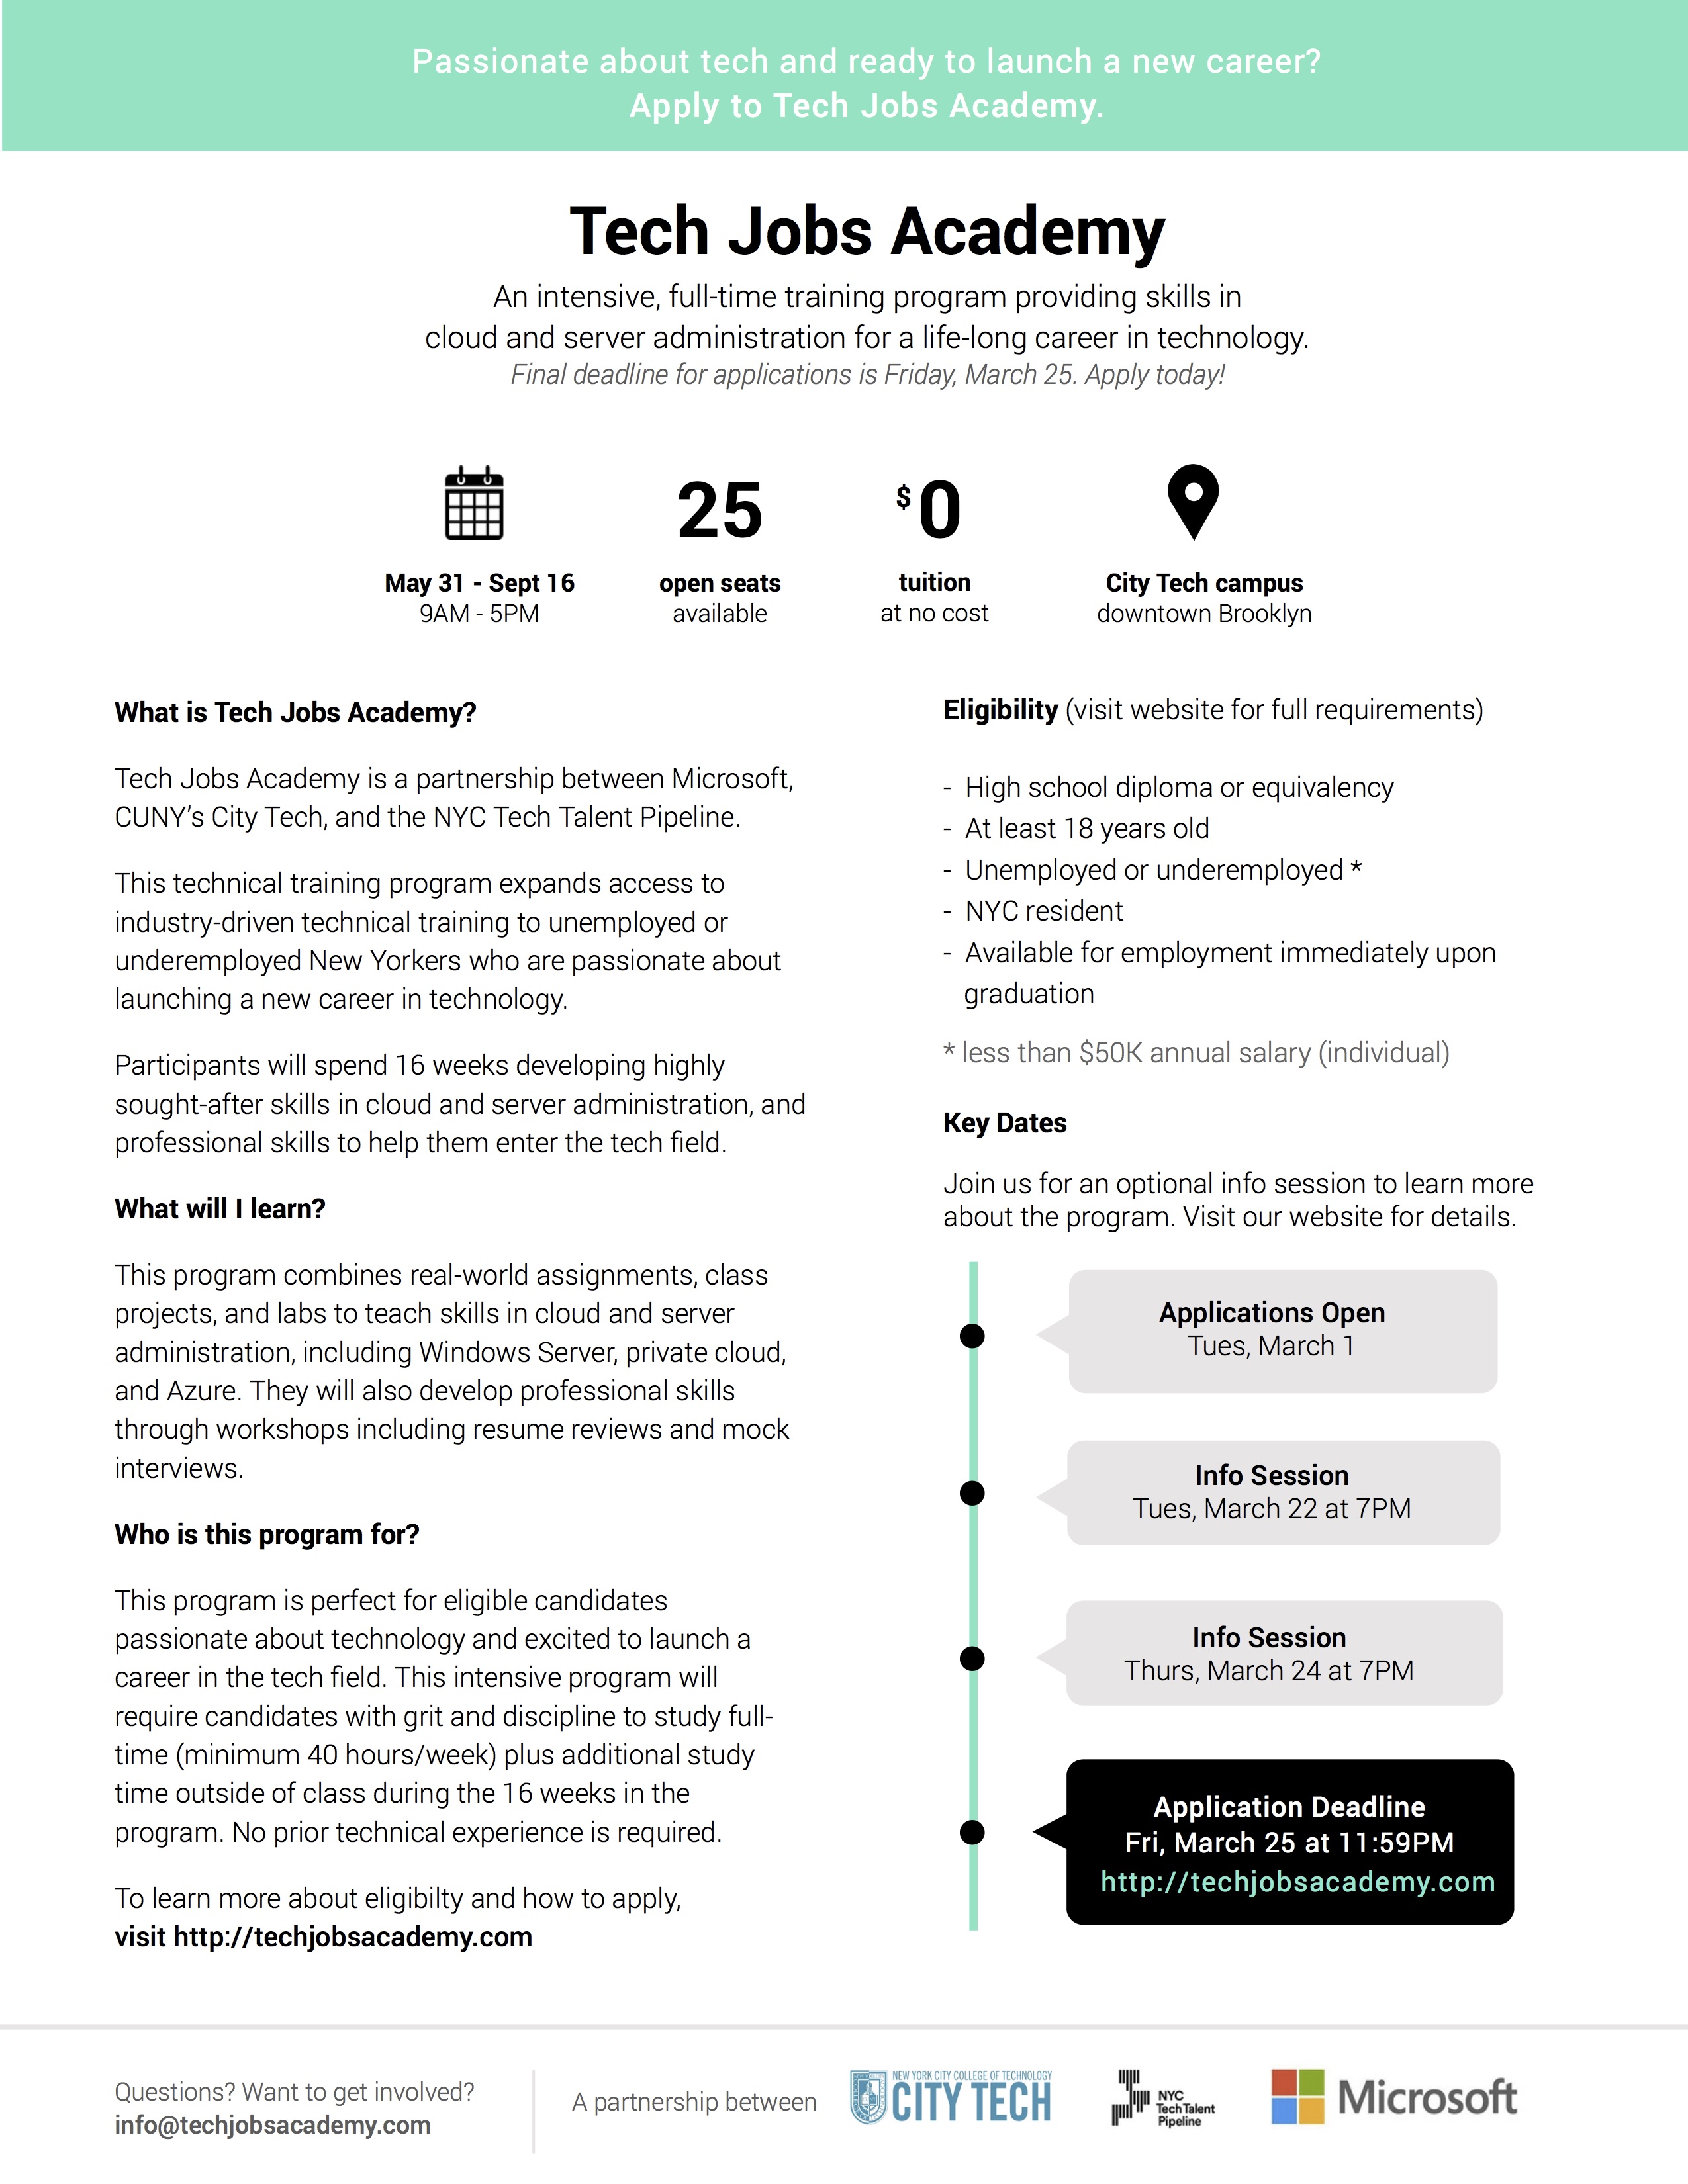 Passionate about tech and ready to launch a new career?
Apply to Tech Jobs Academy.
Tech Jobs Academy
An intensive, full-time training program providing skills in
cloud and server administration for a life-long career in technology.
Final deadline for applications is Friday, March 25. Apply today!
May 31 - Sept 16
9AM - 5PM
25
open seats
available
$0
tuition
at no cost
City Tech campus
downtown Brooklyn
What is Tech Jobs Academy?
Tech Jobs Academy is a partnership between Microsoft,
CUNY’s City Tech, and the NYC Tech Talent Pipeline.
This technical training program expands access to
industry-driven technical training to unemployed or
underemployed New Yorkers who are passionate about
launching a new career in technology.
Participants will spend 16 weeks developing highly
sought-after skills in cloud and server administration, and
professional skills to help them enter the tech field.
What will I learn?
This program combines real-world assignments, class
projects, and labs to teach skills in cloud and server
administration, including Windows Server, private cloud,
and Azure. They will also develop professional skills
through workshops including resume reviews and mock
interviews.
Who is this program for?
This program is perfect for eligible candidates
passionate about technology and excited to launch a
career in the tech field. This intensive program will
require candidates with grit and discipline to study full-
time (minimum 40 hours/week) plus additional study
time outside of class during the 16 weeks in the
program. No prior technical experience is required.
To learn more about eligibilty and how to apply,
visit http://techjobsacademy.com
Eligibility (visit website for full requirements)
- High school diploma or equivalency
- At least 18 years old
- Unemployed or underemployed *
- NYC resident
- Available for employment immediately upon
graduation
* less than $50K annual salary (individual)
Key Dates
Join us for an optional info session to learn more
about the program. Visit our website for details.
Applications Open
Tues, March 1
Info Session
Tues, March 22 at 7PM
Info Session
Thurs, March 24 at 7PM
Application Deadline
Fri, March 25 at 11:59PM
http://techjobsacademy.com
Questions? Want to get involved?
info@techjobsacademy.com
A partnership between
NEW YORK CITY COLLEGE OF TECHNOLOGY
CITY TECH
NYC
Tech Talent
Pipeline
Microsoft